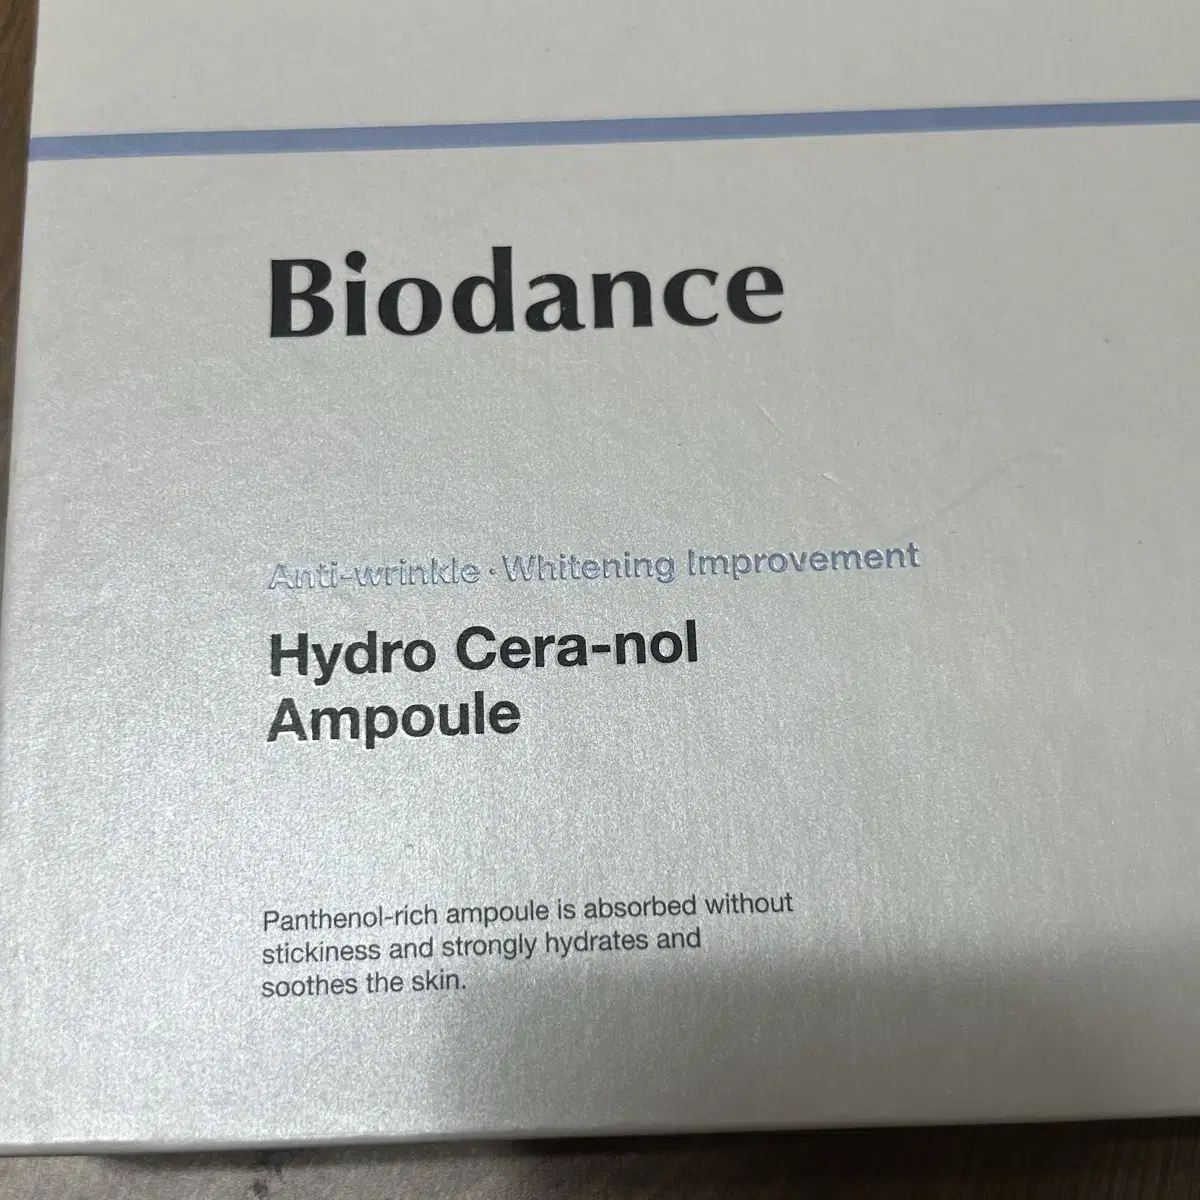 Biodance
Anti-wrinkle · Whitening Improvement
Hydro Cera-nol
Ampoule
Panthenol-rich ampoule is absorbed without
stickiness and strongly hydrates and
soothes the skin.